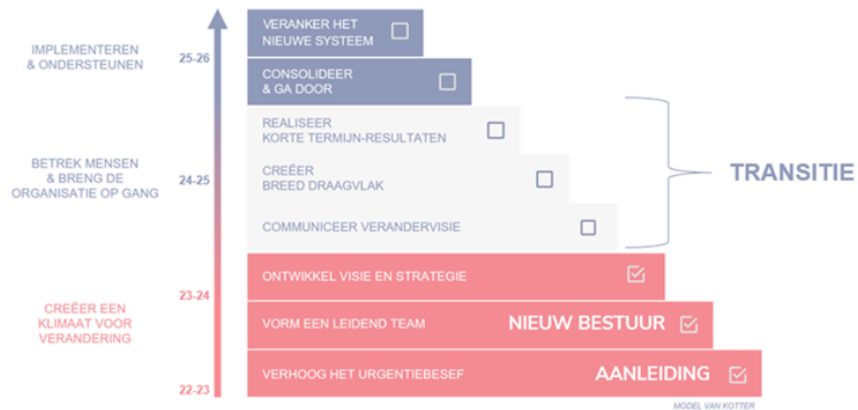 VERANKER HET
NIEUWE SYSTEEM
IMPLEMENTEREN
& ONDERSTEUNEN
25-26
CONSOLIDEER
& GA DOOR
REALISEER
KORTE TERMIJN-RESULTATEN
BETREK MENSEN
& BRENG DE
ORGANISATIE OP GANG
24-25
CREËER
BREED DRAAGVLAK
TRANSITIE
COMMUNICEER VERANDERVISIE
ONTWIKKEL VISIE EN STRATEGIE
23-24
CREËER EEN
KLIMAAT VOOR
VERANDERING
VORM EEN LEIDEND TEAM NIEUW BESTUUR
VERHOOG HET URGENTIEBESEF AANLEIDING
22-23
MODEL VAN KOTTER